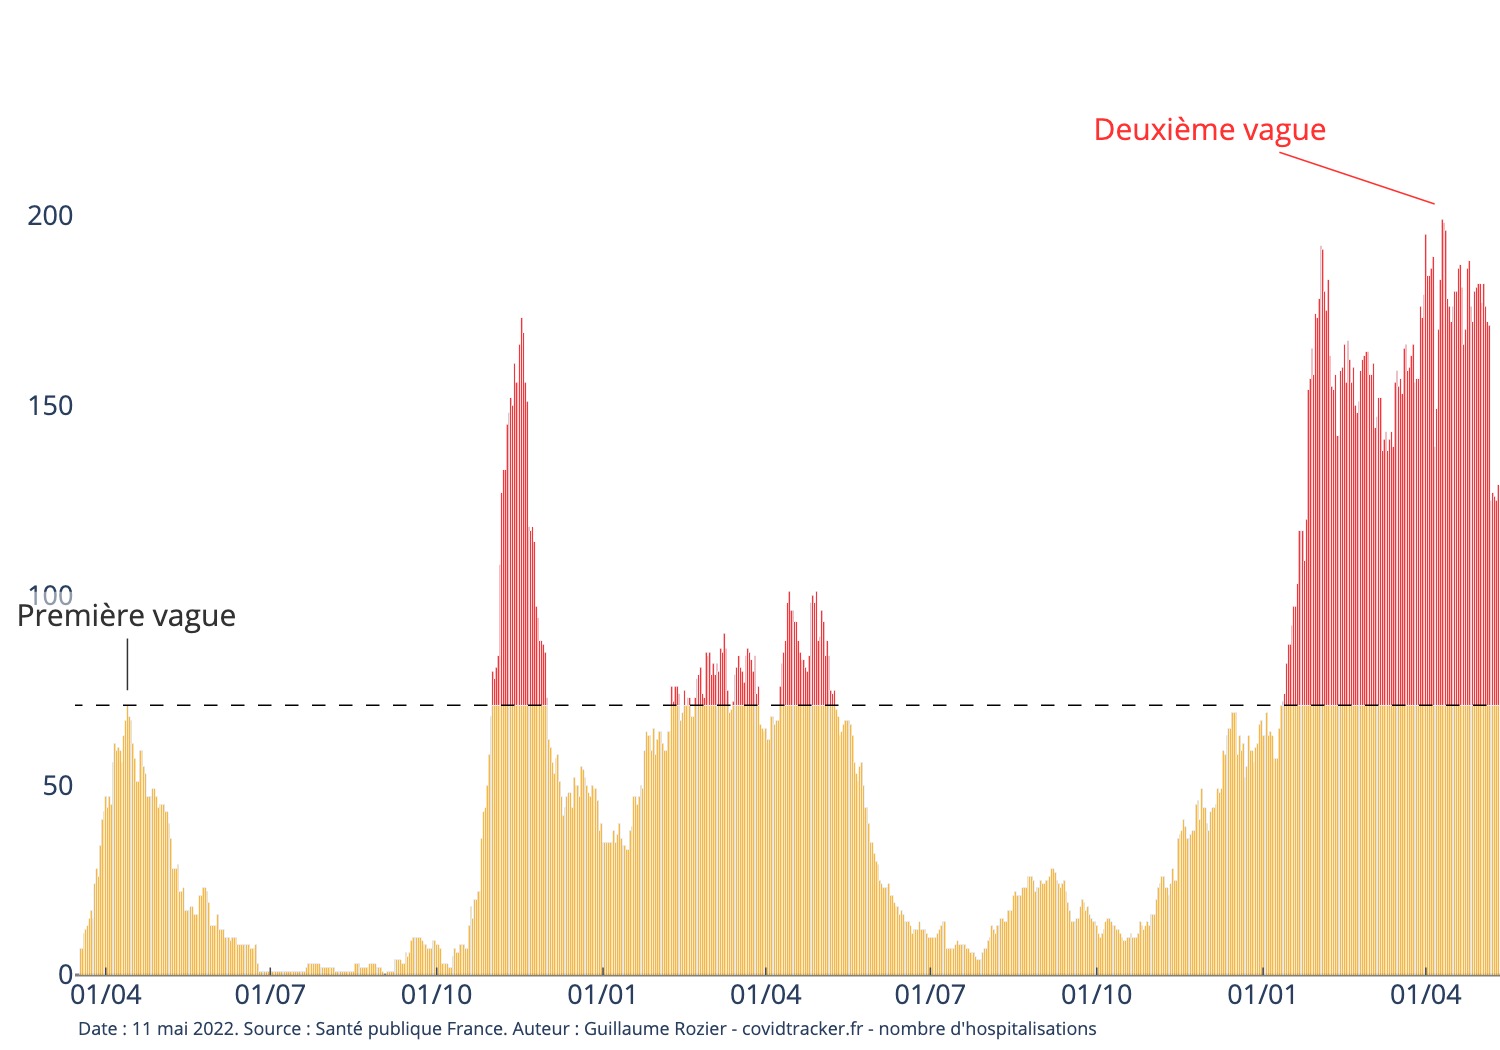 Deuxième vague
200
150
100
Première vague
50
0
01/04 01/07 01/10 01/01 01/04 01/07 01/10 01/01 01/04
Date : 11 mai 2022. Source : Santé publique France. Auteur : Guillaume Rozier - covidtracker.fr - nombre d'hospitalisations